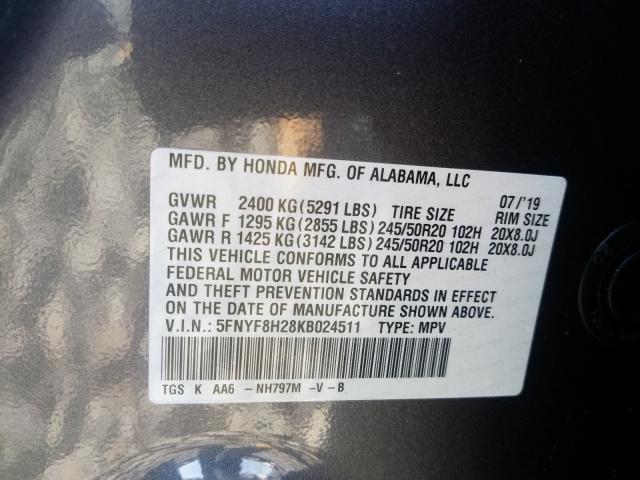 MFD. BY HONDA MFG. OF ALABAMA, LLC
07/'19
GVWR 2400 KG (5291 LBS) TIRE SIZE RIM SIZE
GAWR F 1295 KG (2855 LBS) 245/50R20 102H 20X8.0J
GAWR R 1425 KG (3142 LBS) 245/50R20 102H 20X8.0J
THIS VEHICLE CONFORMS TO ALL APPLICABLE
FEDERAL MOTOR VEHICLE SAFETY
AND THEFT PREVENTION STANDARDS IN EFFECT
ON THE DATE OF MANUFACTURE SHOWN ABOVE.
V.I.N.: 5FNYF8H28KB024511 TYPE: MPV
TGS K AA6 -NH797M -V-B